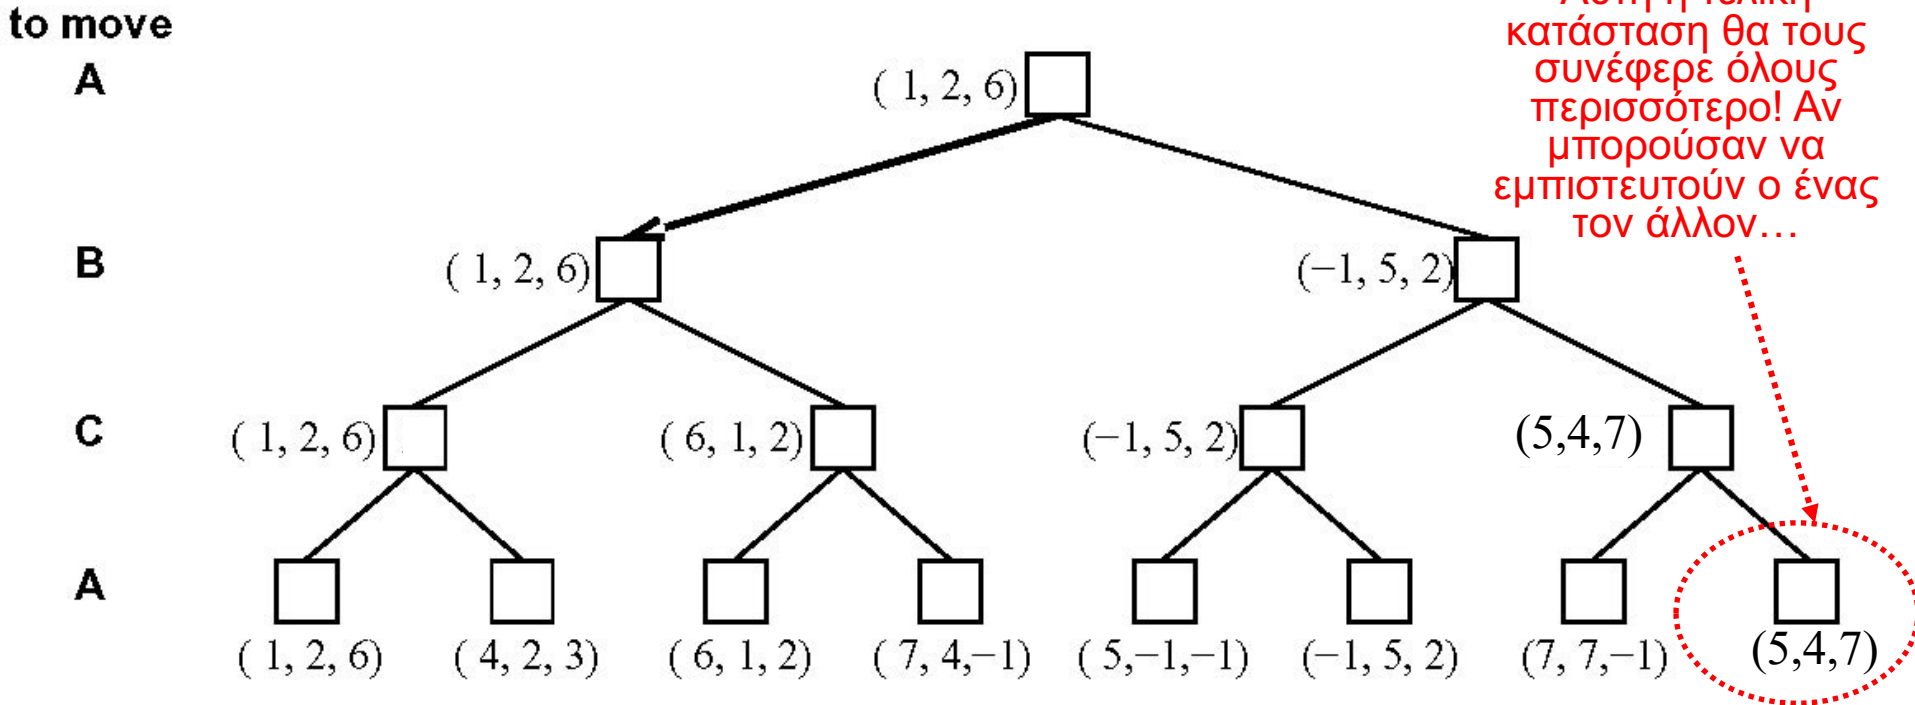 to move
κατάσταση θα τους
συνέφερε όλους
περισσότερο! Αν
μπορούσαν να
εμπιστευτούν ο ένας
τον άλλον…
A
( 1, 2, 6)
B
( 1, 2, 6)
(−1, 5, 2)
C
( 1, 2, 6)
( 6, 1, 2)
(−1, 5, 2)
(5,4,7)
A
( 1, 2, 6)
( 4, 2, 3)
( 6, 1, 2)
( 7, 4,−1)
( 5,−1,−1)
(−1, 5, 2)
(7, 7,−1)
(5,4,7)